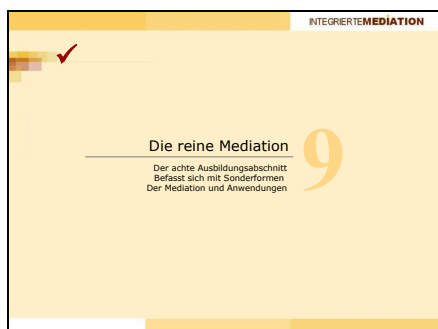 INTEGRIERTEMEDIATION
Die reine Mediation
9
Der achte Ausbildungsabschnitt
Befasst sich mit Sonderformen
Der Mediation und Anwendungen